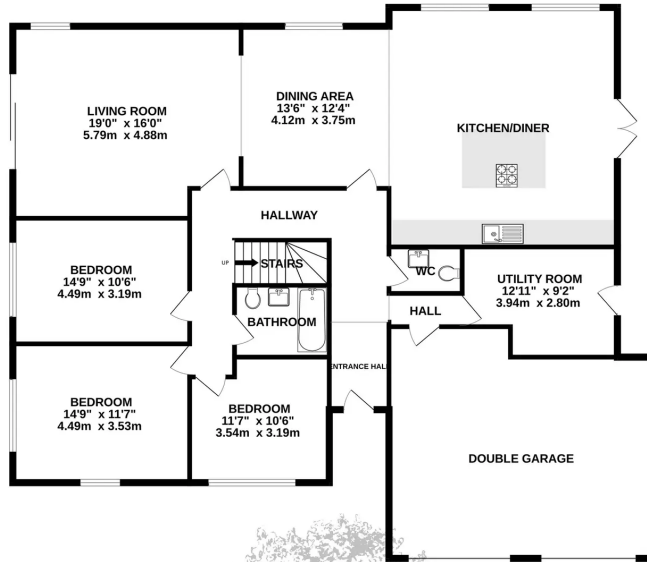 LIVING ROOM
19'0" x 16'0"
5.79m x 4.88m
DINING AREA
13'6" x 12'4"
4.12m x 3.75m
KITCHEN/DINER
HALLWAY
UP
STAIRS
BEDROOM
14'9" x 10'6"
4.49m x 3.19m
WC
UTILITY ROOM
12'11" x 9'2"
3.94m x 2.80m
HALL
BATHROOM
ENTRANCE HALL
BEDROOM
14'9" x 11'7"
4.49m x 3.53m
BEDROOM
11'7" x 10'6"
3.54m x 3.19m
DOUBLE GARAGE